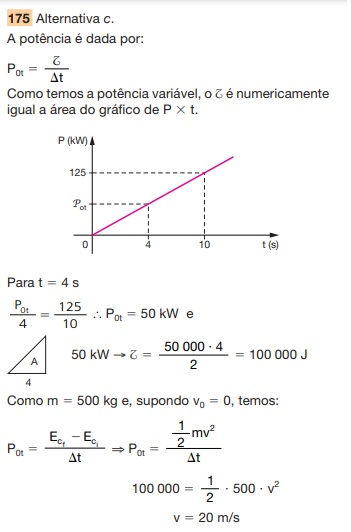 175 Alternativa c.
A potência é dada por:
P₀ₜ = ℨ / Δt
Como temos a potência variável, o ℨ é numericamente
igual a área do gráfico de P × t.
P (kW)
125
𝒫ₒₜ
0 4 10 t (s)
Para t = 4 s
P₀ₜ / 4 = 125 / 10 ∴ P₀ₜ = 50 kW e
A
4
50 kW → ℨ = 50 000 · 4 / 2 = 100 000 J
Como m = 500 kg e, supondo v₀ = 0, temos:
P₀ₜ = E_cf − E_ci / Δt ⇒ P₀ₜ = 1/2 mv² / Δt
100 000 = 1/2 · 500 · v²
v = 20 m/s